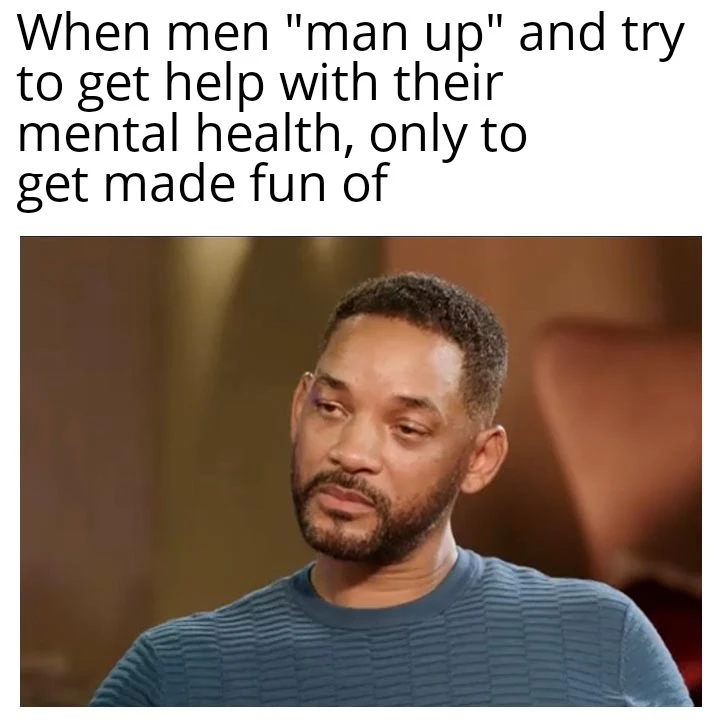 When men "man up" and try
to get help with their
mental health, only to
get made fun of